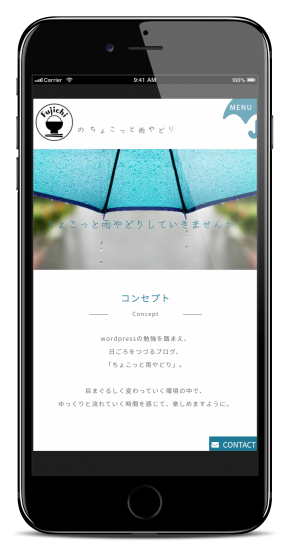 Carrier 9:41 AM 100%
Fujichi
のちょこっと雨やどり
MENU
ょこっと雨やどりしていきませんか
コンセプト
Concept
wordpressの勉強を踏まえ、
日ごろをつづるブログ、
「ちょこっと雨やどり」。
目まぐるしく変わっていく環境の中で、
ゆっくりと流れていく時間を感じて、楽しめますように。
CONTACT